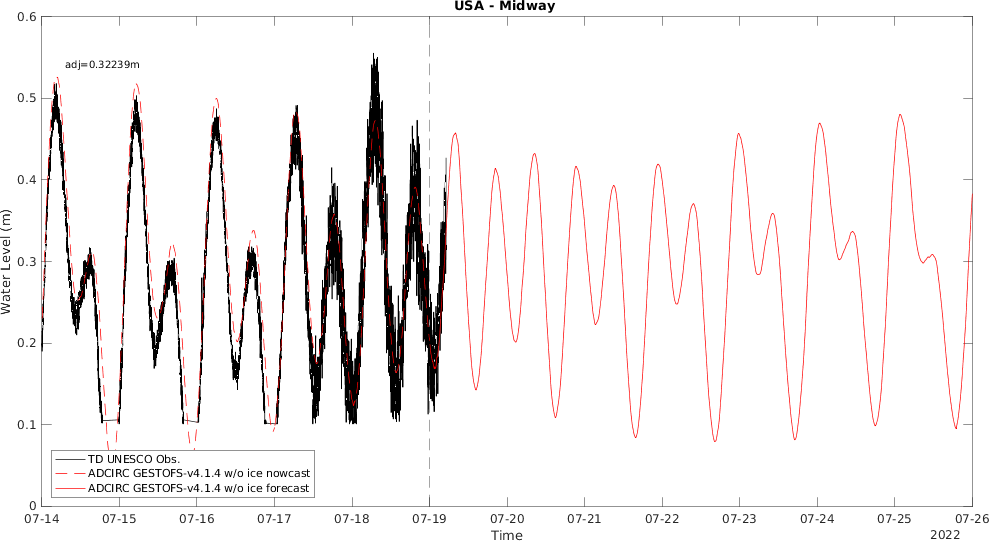 USA - Midway
0.6
adj=0.32239m
0.5
0.4
0.3
Water Level (m)
0.2
0.1
TD UNESCO Obs.
ADCIRC GESTOFS-v4.1.4 w/o ice nowcast
ADCIRC GESTOFS-v4.1.4 w/o ice forecast
0
07-14 07-15 07-16 07-17 07-18 07-19 07-20 07-21 07-22 07-23 07-24 07-25 07-26
Time
2022